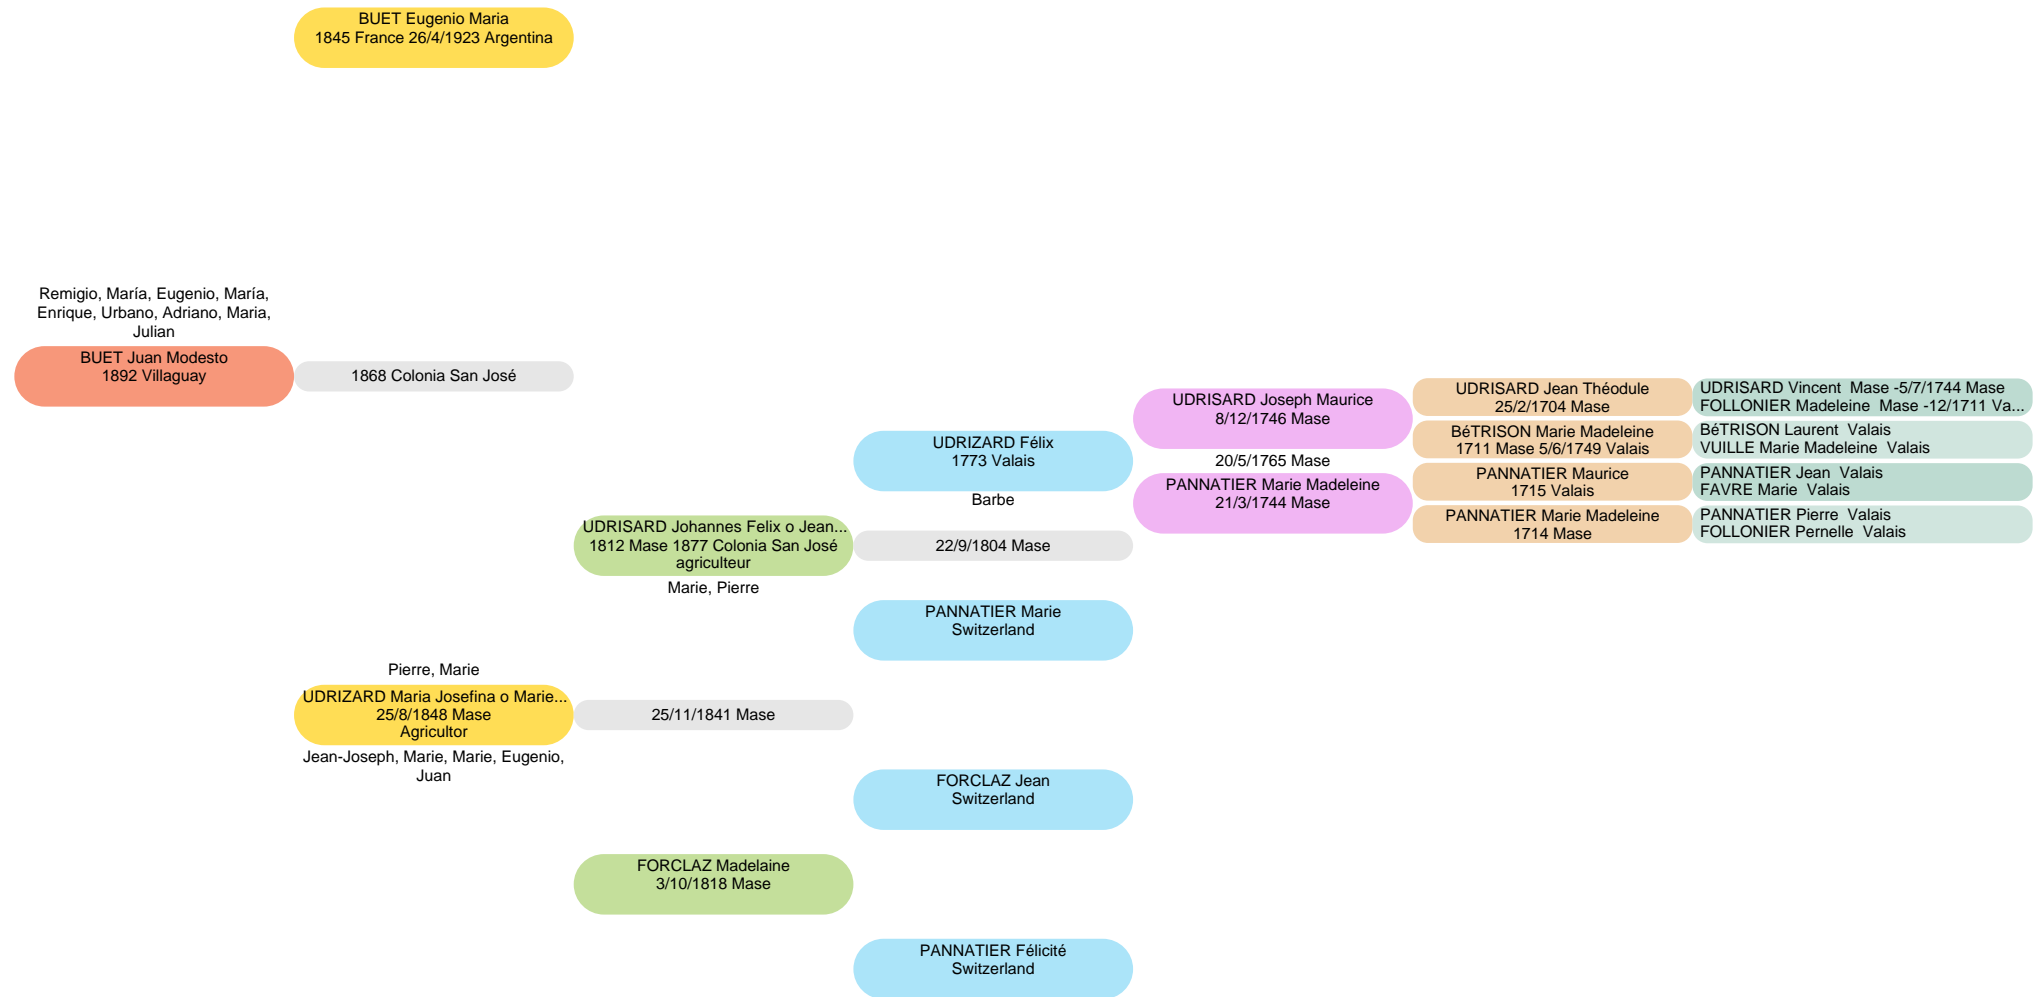 BUET Eugenio Maria
1845 France 26/4/1923 Argentina
Remigio, María, Eugenio, María,
Enrique, Urbano, Adriano, Maria,
Julian
BUET Juan Modesto
1892 Villaguay
1868 Colonia San José
Pierre, Marie
UDRIZARD Maria Josefina o Marie...
25/8/1848 Mase
Agricultor
Jean-Joseph, Marie, Marie, Eugenio,
Juan
UDRISARD Johannes Felix o Jean...
1812 Mase 1877 Colonia San José
agriculteur
Marie, Pierre
25/11/1841 Mase
FORCLAZ Madelaine
3/10/1818 Mase
UDRIZARD Félix
1773 Valais
Barbe
22/9/1804 Mase
PANNATIER Marie
Switzerland
FORCLAZ Jean
Switzerland
PANNATIER Félicité
Switzerland
UDRISARD Joseph Maurice
8/12/1746 Mase
20/5/1765 Mase
PANNATIER Marie Madeleine
21/3/1744 Mase
UDRISARD Jean Théodule
25/2/1704 Mase
BéTRISON Marie Madeleine
1711 Mase 5/6/1749 Valais
PANNATIER Maurice
1715 Valais
PANNATIER Marie Madeleine
1714 Mase
UDRISARD Vincent  Mase -5/7/1744 Mase
FOLLONIER Madeleine  Mase -12/1711 Va...
BéTRISON Laurent  Valais
VUILLE Marie Madeleine  Valais
PANNATIER Jean  Valais
FAVRE Marie  Valais
PANNATIER Pierre  Valais
FOLLONIER Pernelle  Valais